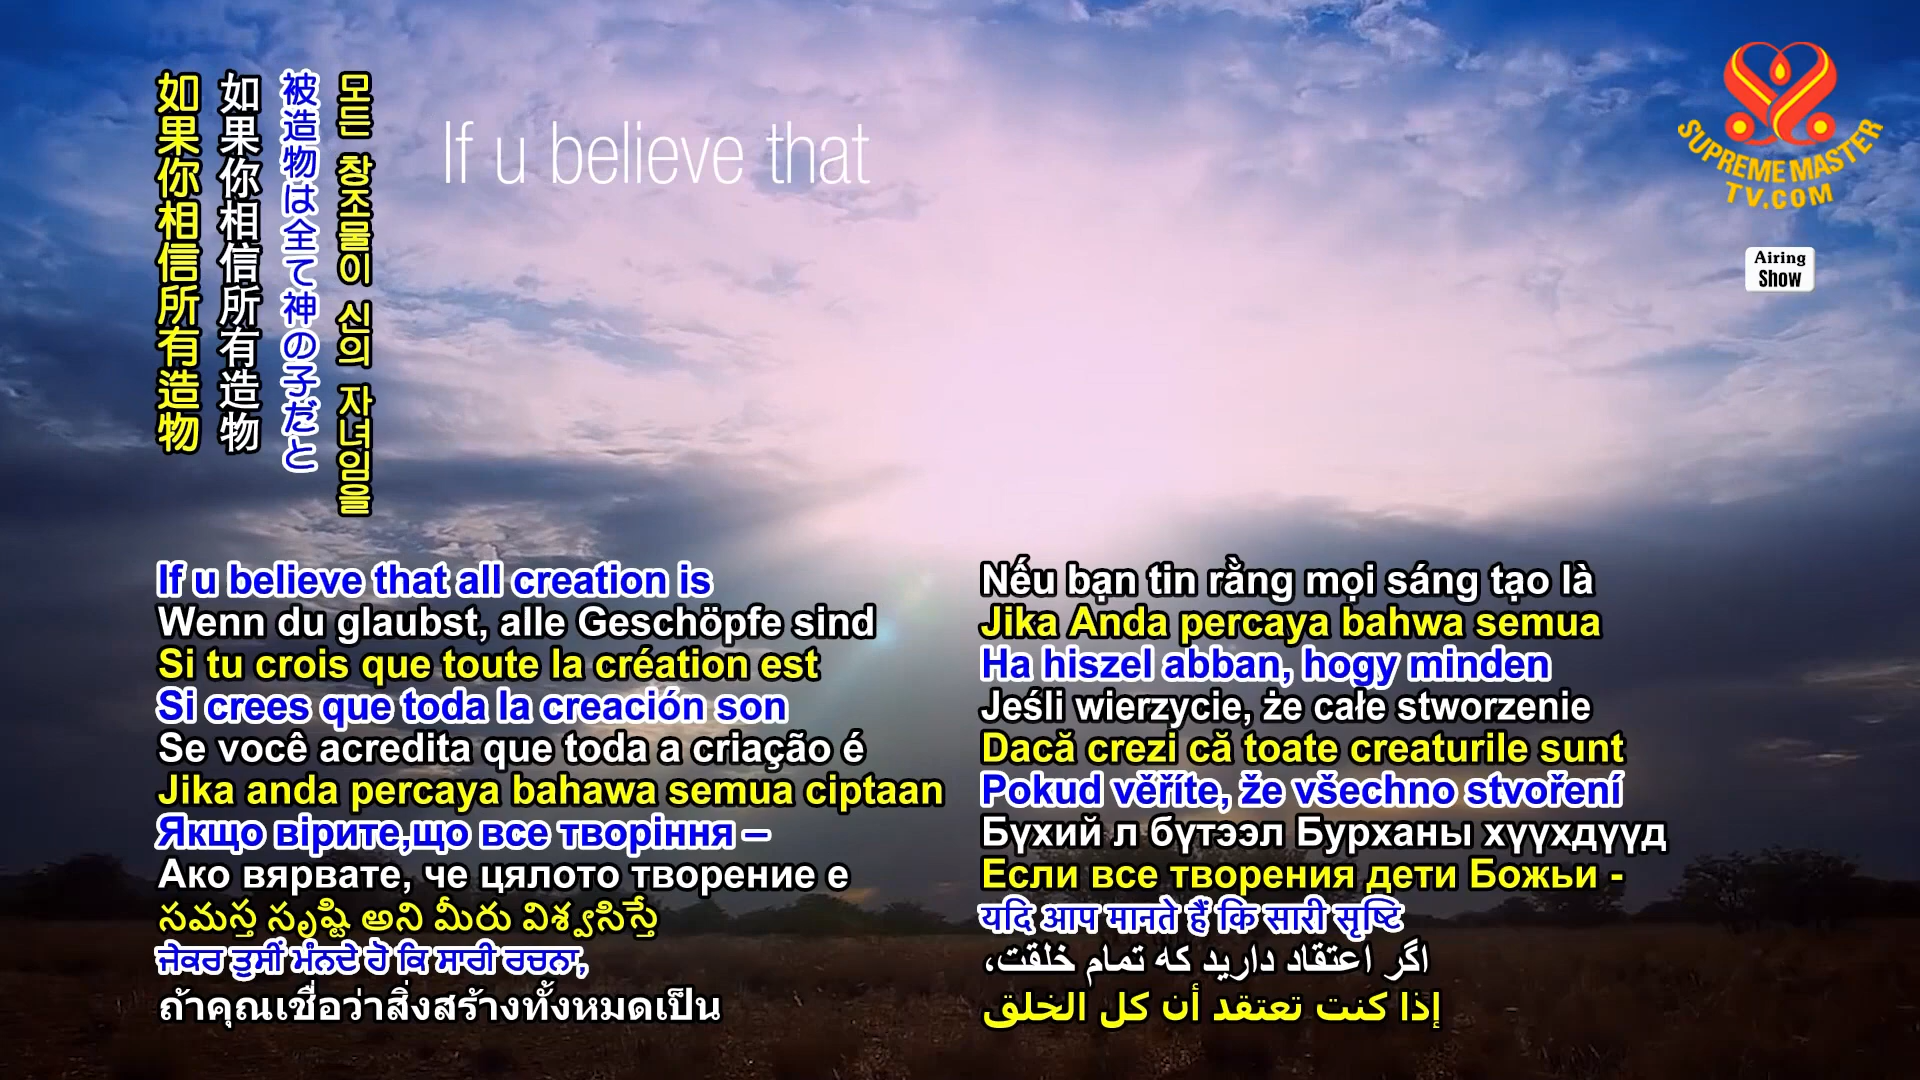 如果你相信所有造物
如果你相信所有造物
被造物は全て神の子だと
모든 창조물이 신의 자녀임을
If u believe that
SUPREME MASTER
TV.COM
Airing
Show
If u believe that all creation is
Wenn du glaubst, alle Geschöpfe sind
Si tu crois que toute la création est
Si crees que toda la creación son
Se você acredita que toda a criação é
Jika anda percaya bahawa semua ciptaan
Якщо вірите,що все творіння –
Ако вярвате, че цялото творение е
సమస్త సృష్టి అని మీరు విశ్వసిస్తే
ਜੇਕਰ ਤੁਸੀਂ ਮੰਨਦੇ ਹੋ ਕਿ ਸਾਰੀ ਰਚਨਾ,
ถ้าคุณเชื่อว่าสิ่งสร้างทั้งหมดเป็น
Nếu bạn tin rằng mọi sáng tạo là
Jika Anda percaya bahwa semua
Ha hiszel abban, hogy minden
Jeśli wierzycie, że całe stworzenie
Dacă crezi că toate creaturile sunt
Pokud věříte, že všechno stvoření
Бүхий л бүтээл Бурханы хүүхдүүд
Если все творения дети Божьи -
यदि आप मानते हैं कि सारी सृष्टि
اگر اعتقاد دارید که تمام خلقت،
إذا كنت تعتقد أن كل الخلق